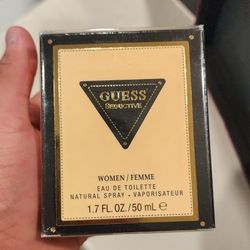 GUESS
SEDUCTIVE
WOMEN / FEMME
EAU DE TOILETTE
NATURAL SPRAY • VAPORISATEUR
1.7 FL. OZ. / 50 mL ℮